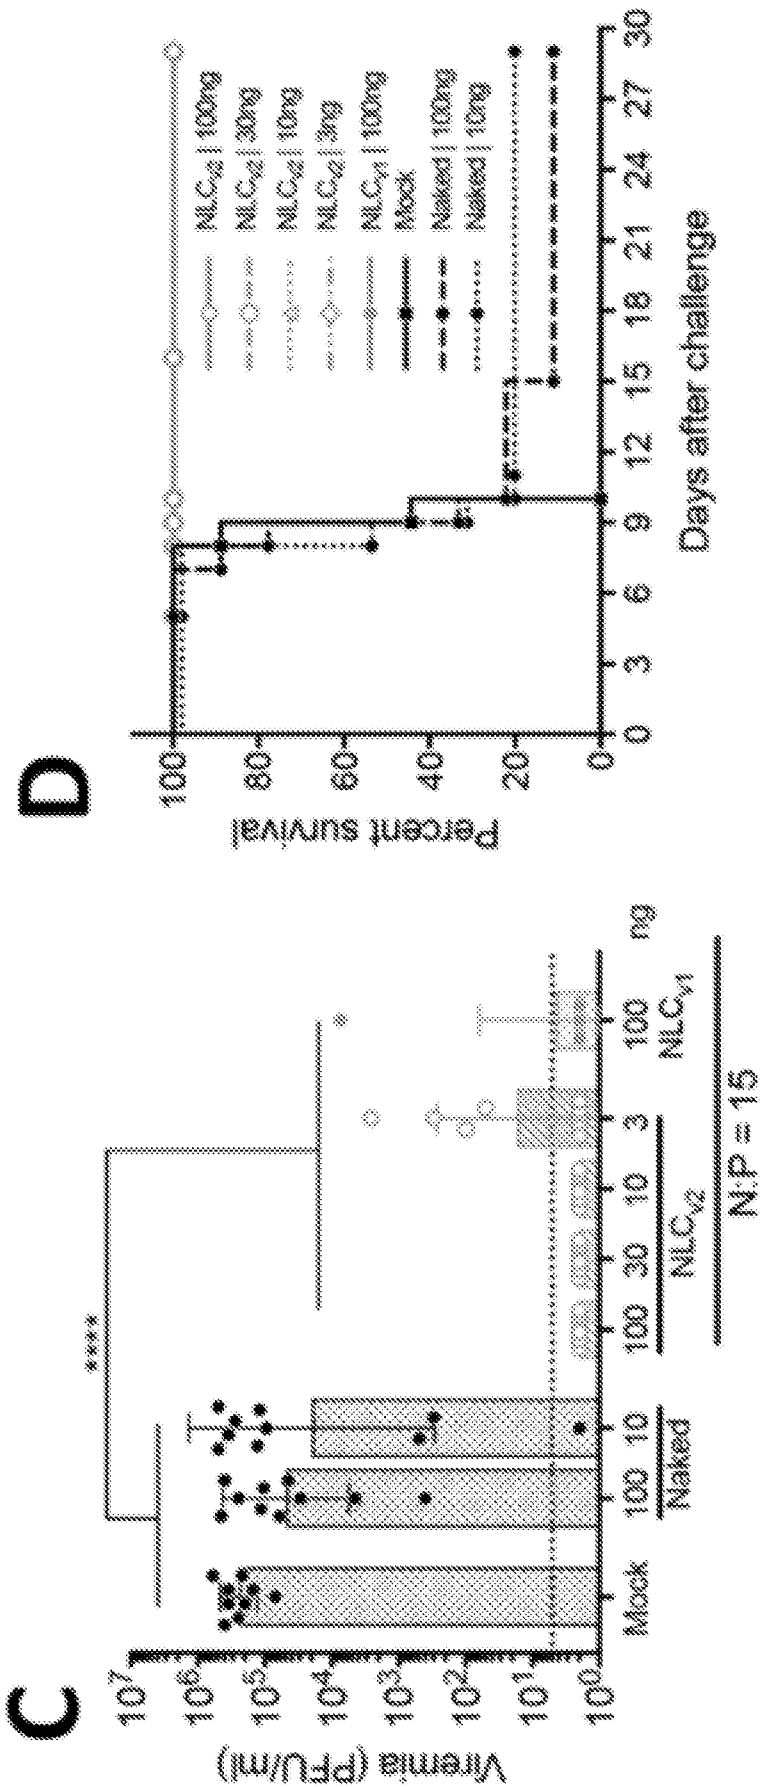 C
Viremia (PFU/ml)
10⁷
10⁶
10⁵
10⁴
10³
10²
10¹
10⁰
****
Mock
100
10
100
30
10
3
100
ng
Naked
NLCv2
NLCv1
N:P = 15
D
Percent survival
100
80
60
40
20
0
0
3
6
9
12
15
18
21
24
27
30
Days after challenge
NLCv2 | 100ng
NLCv2 | 30ng
NLCv2 | 10ng
NLCv2 | 3ng
NLCv1 | 100ng
Mock
Naked | 100ng
Naked | 10ng